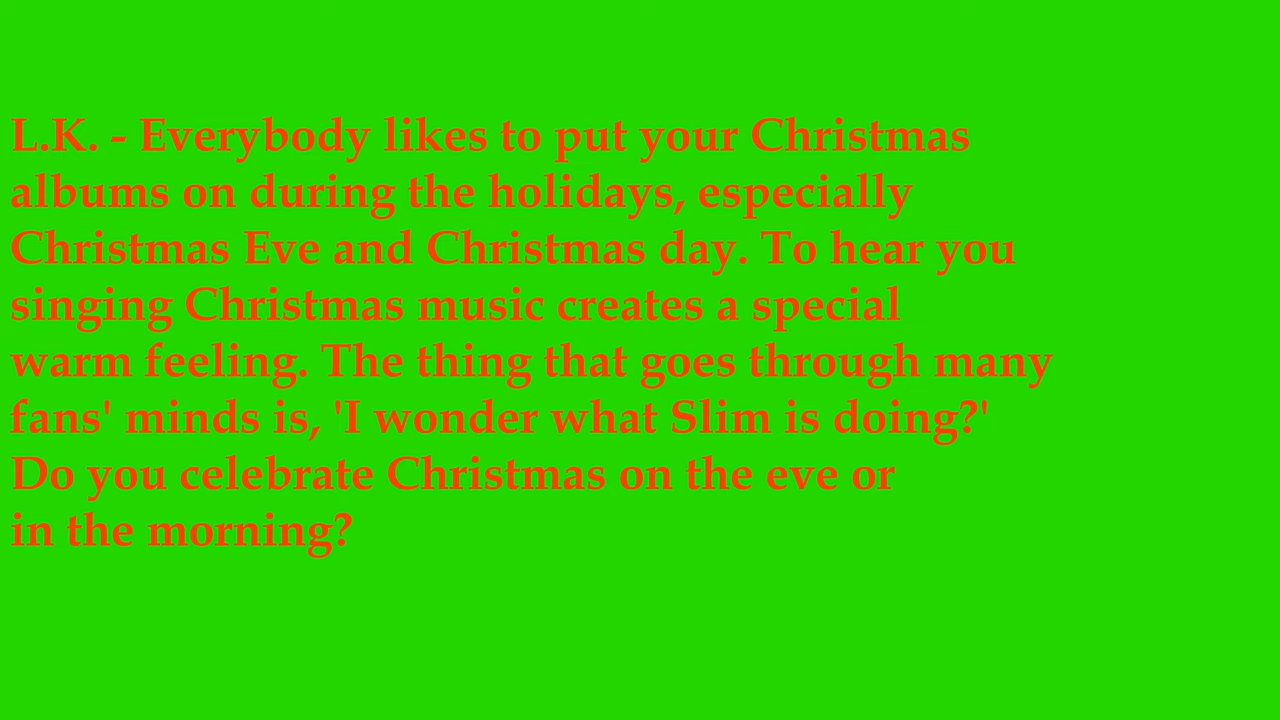 L.K. - Everybody likes to put your Christmas
albums on during the holidays, especially
Christmas Eve and Christmas day. To hear you
singing Christmas music creates a special
warm feeling. The thing that goes through many
fans' minds is, 'I wonder what Slim is doing?'
Do you celebrate Christmas on the eve or
in the morning?